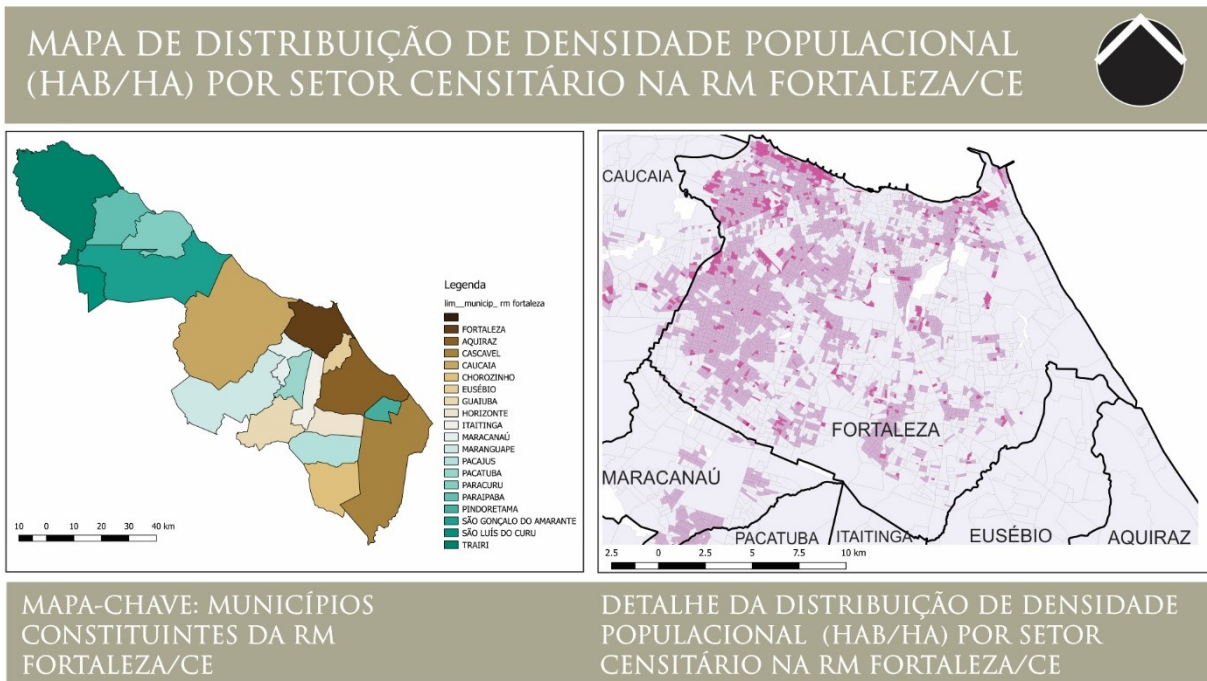 MAPA DE DISTRIBUIÇÃO DE DENSIDADE POPULACIONAL
(HAB/HA) POR SETOR CENSITÁRIO NA RM FORTALEZA/CE
Legenda
lim__municip_ rm fortaleza
FORTALEZA
AQUIRAZ
CASCAVEL
CAUCAIA
CHOROZINHO
EUSÉBIO
GUAIUBA
HORIZONTE
ITAITINGA
MARACANAÚ
MARANGUAPE
PACAJUS
PACATUBA
PARACURU
PARAIPABA
PINDORETAMA
SÃO GONÇALO DO AMARANTE
SÃO LUÍS DO CURU
TRAIRI
10 0 10 20 30 40 km
CAUCAIA
FORTALEZA
MARACANAÚ
PACATUBA ITAITINGA EUSÉBIO AQUIRAZ
2.5 0 2.5 5 7.5 10 km
MAPA-CHAVE: MUNICÍPIOS
CONSTITUINTES DA RM
FORTALEZA/CE
DETALHE DA DISTRIBUIÇÃO DE DENSIDADE
POPULACIONAL (HAB/HA) POR SETOR
CENSITÁRIO NA RM FORTALEZA/CE